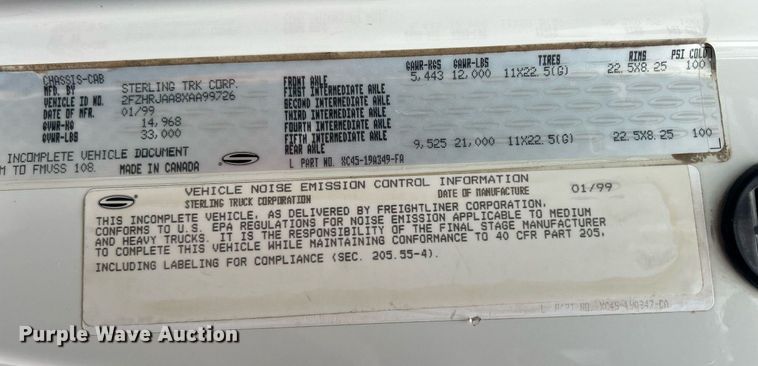 CHASSIS-CAB
MFD. BY STERLING TRK CORP.
VEHICLE ID NO. 2FZHRJAA8XAA99726
DATE OF MFR. 01/99
GVWR-KG 14,968
GVWR-LBS 33,000
INCOMPLETE VEHICLE DOCUMENT
M TO FMVSS 108. MADE IN CANADA
GAWR-KGS GAWR-LBS TIRES RIMS PSI COLD
FRONT AXLE 5,443 12,000 11X22.5(G) 22.5X8.25 100
FIRST INTERMEDIATE AXLE
SECOND INTERMEDIATE AXLE
THIRD INTERMEDIATE AXLE
FOURTH INTERMEDIATE AXLE
FIFTH INTERMEDIATE AXLE
REAR AXLE 9,525 21,000 11X22.5(G) 22.5X8.25 100
L PART NO. XC45-19A349-FA
VEHICLE NOISE EMISSION CONTROL INFORMATION
STERLING TRUCK CORPORATION DATE OF MANUFACTURE 01/99
THIS INCOMPLETE VEHICLE, AS DELIVERED BY FREIGHTLINER CORPORATION,
CONFORMS TO U.S. EPA REGULATIONS FOR NOISE EMISSION APPLICABLE TO MEDIUM
AND HEAVY TRUCKS. IT IS THE RESPONSIBILITY OF THE FINAL STAGE MANUFACTURER
TO COMPLETE THIS VEHICLE WHILE MAINTAINING CONFORMANCE TO 40 CFR PART 205,
INCLUDING LABELING FOR COMPLIANCE (SEC. 205.55-4).
Purple Wave Auction